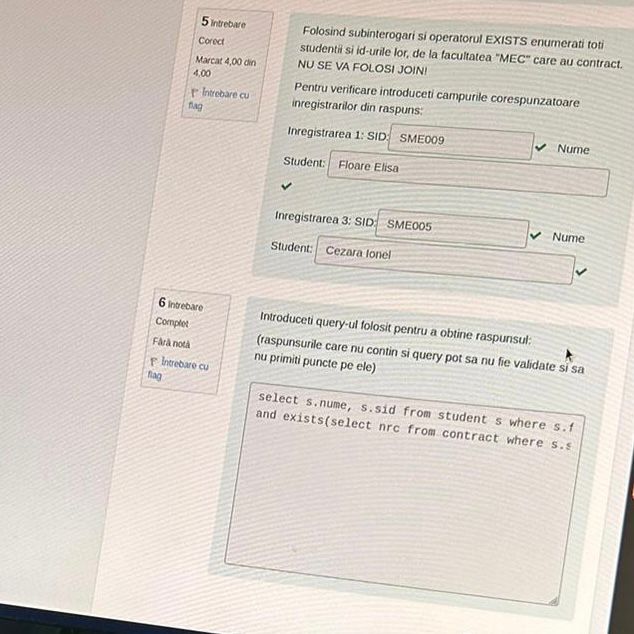 5 Intrebare
Corect
Marcat 4,00 din
4,00
Întrebare cu
flag
Folosind subinterogari si operatorul EXISTS enumerati toti
studentii si id-urile lor, de la facultatea "MEC" care au contract.
NU SE VA FOLOSI JOIN!
Pentru verificare introduceti campurile corespunzatoare
inregistrarilor din raspuns:
Inregistrarea 1: SID: SME009 Nume
Student: Floare Elisa
Inregistrarea 3: SID: SME005 Nume
Student: Cezara Ionel
6 Intrebare
Complet
Fără notă
Întrebare cu
flag
Introduceti query-ul folosit pentru a obtine raspunsul:
(raspunsurile care nu contin si query pot sa nu fie validate si sa
nu primiti puncte pe ele)
select s.nume, s.sid from student s where s.f
and exists(select nrc from contract where s.s